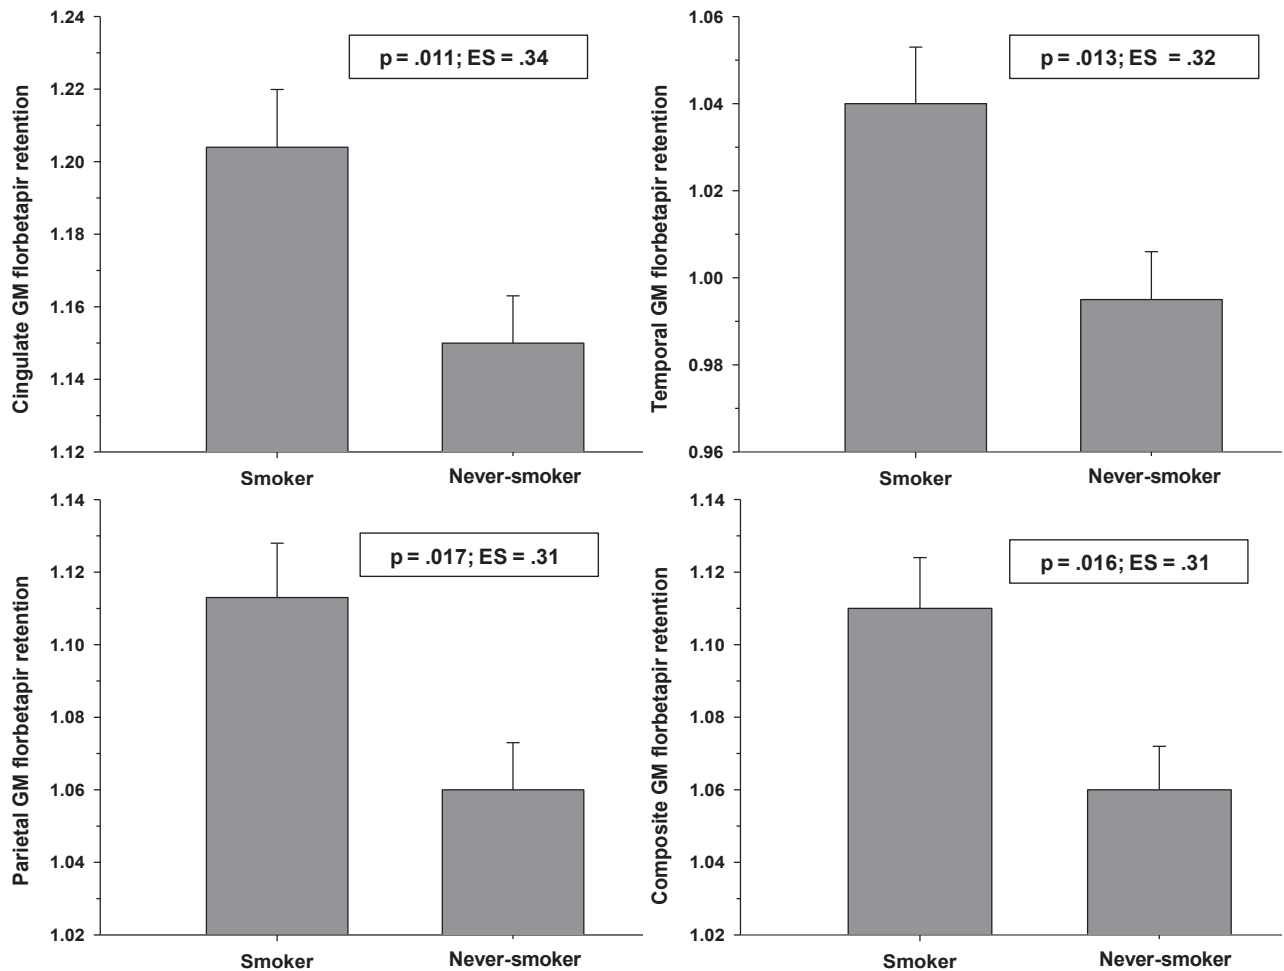 Cingulate GM florbetapir retention
1.24
1.22
1.20
1.18
1.16
1.14
1.12
p = .011; ES = .34
Smoker
Never-smoker
Temporal GM florbetapir retention
1.06
1.04
1.02
1.00
0.98
0.96
p = .013; ES = .32
Smoker
Never-smoker
Parietal GM florbetapir retention
1.14
1.12
1.10
1.08
1.06
1.04
1.02
p = .017; ES = .31
Smoker
Never-smoker
Composite GM florbetapir retention
1.14
1.12
1.10
1.08
1.06
1.04
1.02
p = .016; ES = .31
Smoker
Never-smoker